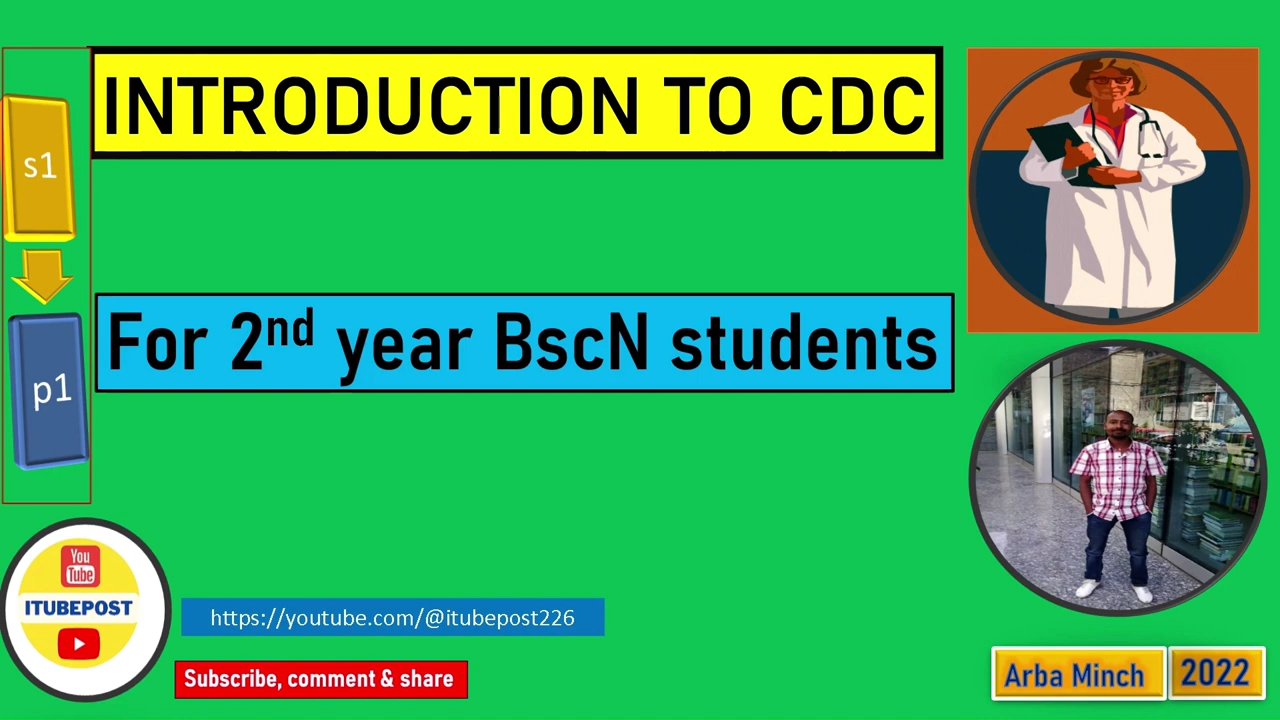 INTRODUCTION TO CDC
s1
For 2nd year BscN students
p1
You
Tube
ITUBEPOST
https://youtube.com/@itubepost226
Subscribe, comment & share
Arba Minch
2022